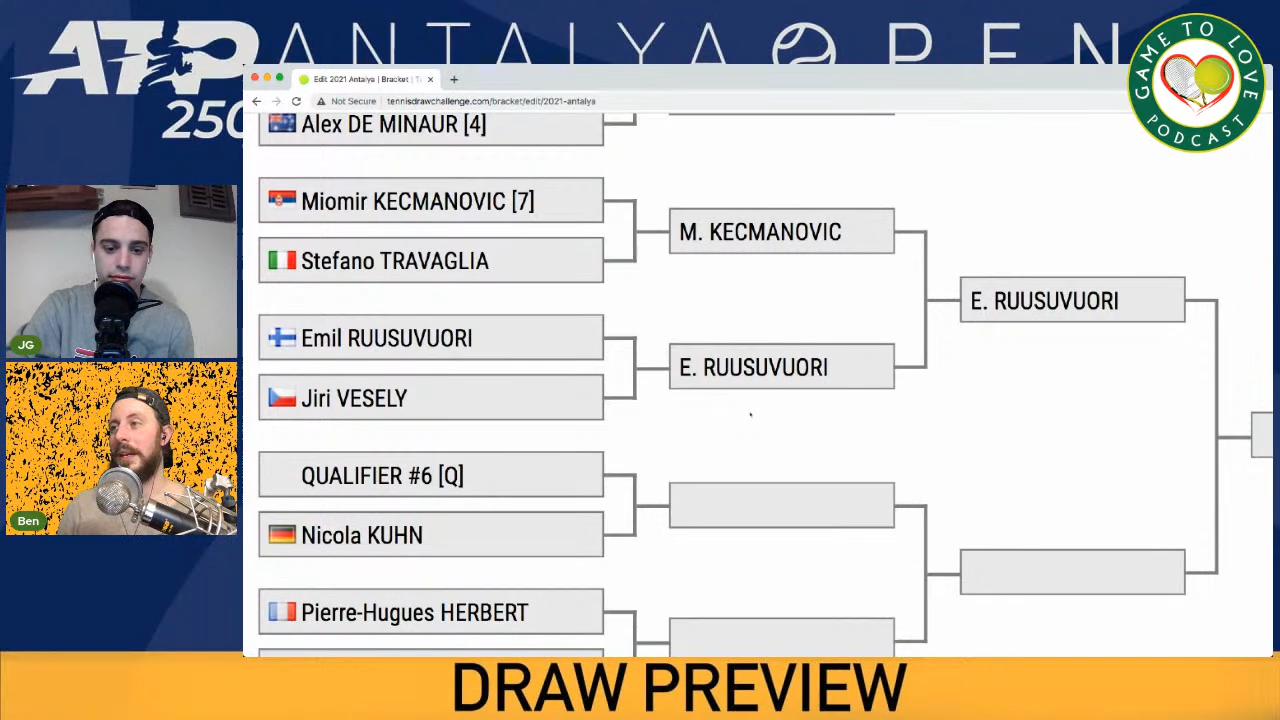 ATP
250
ANTALYA OPEN
GAME TO LOVE
PODCAST
Edit 2021 Antalya | Bracket |
Not Secure
tennisdrawchallenge.com/bracket/edit/2021-antalya
Alex DE MINAUR [4]
Miomir KECMANOVIC [7]
Stefano TRAVAGLIA
M. KECMANOVIC
E. RUUSUVUORI
Emil RUUSUVUORI
Jiri VESELY
E. RUUSUVUORI
QUALIFIER #6 [Q]
Nicola KUHN
Pierre-Hugues HERBERT
JG
Ben
DRAW PREVIEW